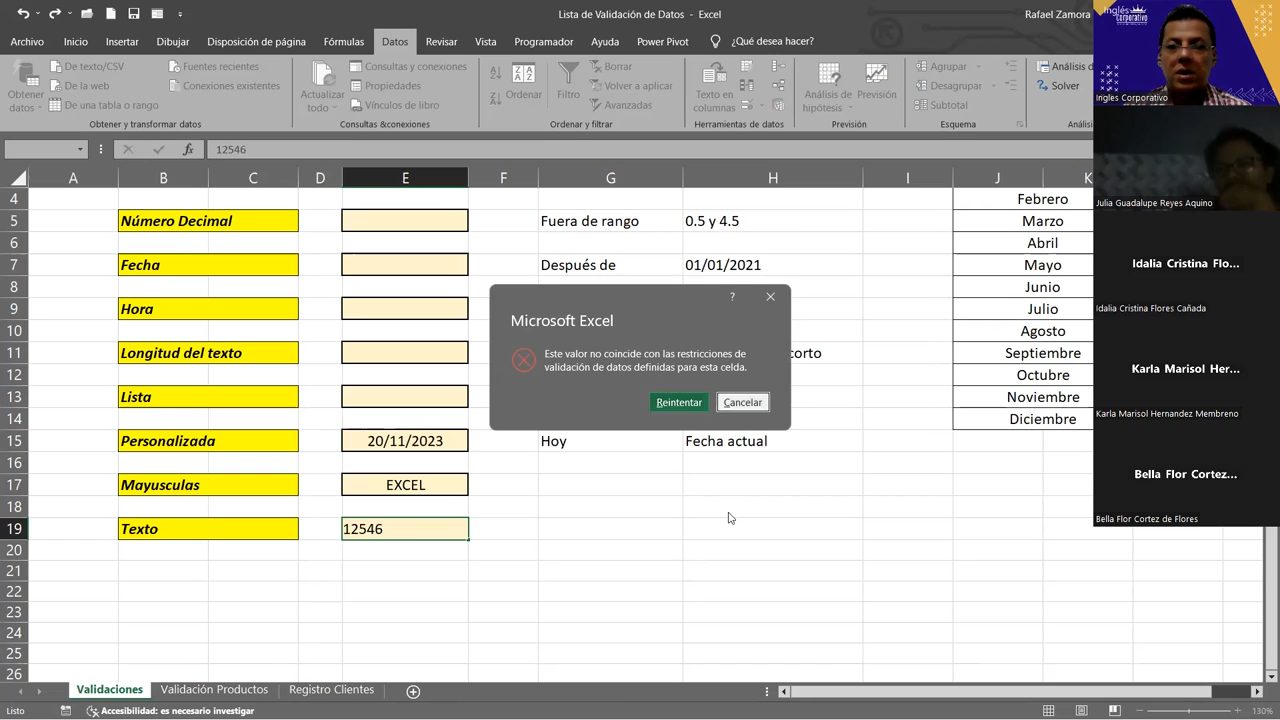 Lista de Validación de Datos - Excel
Rafael Zamora
Archivo Inicio Insertar Dibujar Disposición de página Fórmulas Datos Revisar Vista Programador Ayuda Power Pivot ¿Qué desea hacer?
Obtener datos
De texto/CSV
De la web
De una tabla o rango
Fuentes recientes
Conexiones existentes
Obtener y transformar datos
Actualizar todo
Consultas y conexiones
Propiedades
Vínculos de libro
Consultas &conexiones
Ordenar
Filtro
Borrar
Volver a aplicar
Avanzadas
Ordenar y filtrar
Texto en columnas
Herramientas de datos
Análisis de hipótesis
Previsión
Previsión
Agrupar
Desagrupar
Subtotal
Esquema
Análisis d
Solver
Anális
fx 12546
A B C D E F G H I J K
4 Febrero
5 Número Decimal Fuera de rango 0.5 y 4.5 Marzo
6 Abril
7 Fecha Después de 01/01/2021 Mayo
8 Junio
9 Hora Julio
10 Agosto
11 Longitud del texto corto Septiembre
12 Octubre
13 Lista Noviembre
14 Diciembre
15 Personalizada 20/11/2023 Hoy Fecha actual
16
17 Mayusculas EXCEL
18
19 Texto 12546
20
21
22
23
24
25
26
?
Microsoft Excel
Este valor no coincide con las restricciones de
validación de datos definidas para esta celda.
Reintentar Cancelar
Inglés
Corporativo
Ingles Corporativo
Julia Guadalupe Reyes Aquino
Idalia Cristina Flo...
Idalia Cristina Flores Cañada
Karla Marisol Her...
Karla Marisol Hernandez Membreno
Bella Flor Cortez...
Bella Flor Cortez de Flores
Validaciones Validación Productos Registro Clientes
Listo Accesibilidad: es necesario investigar 130%